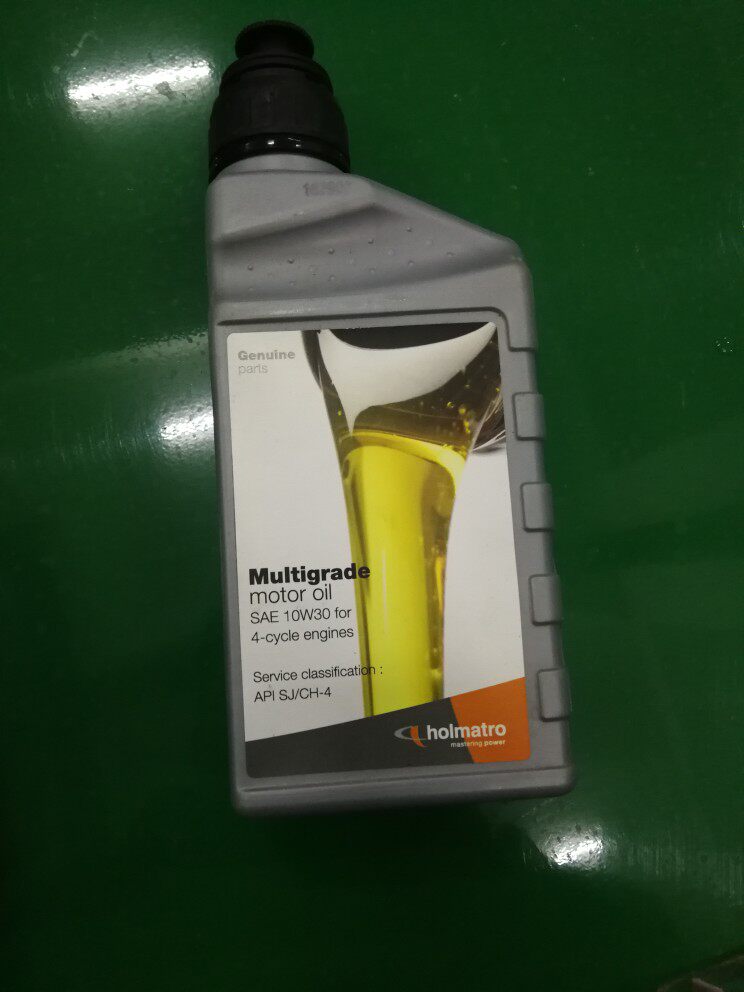 Genuine
parts
Multigrade
motor oil
SAE 10W30 for
4-cycle engines
Service classification :
API SJ/CH-4
holmatro
mastering power